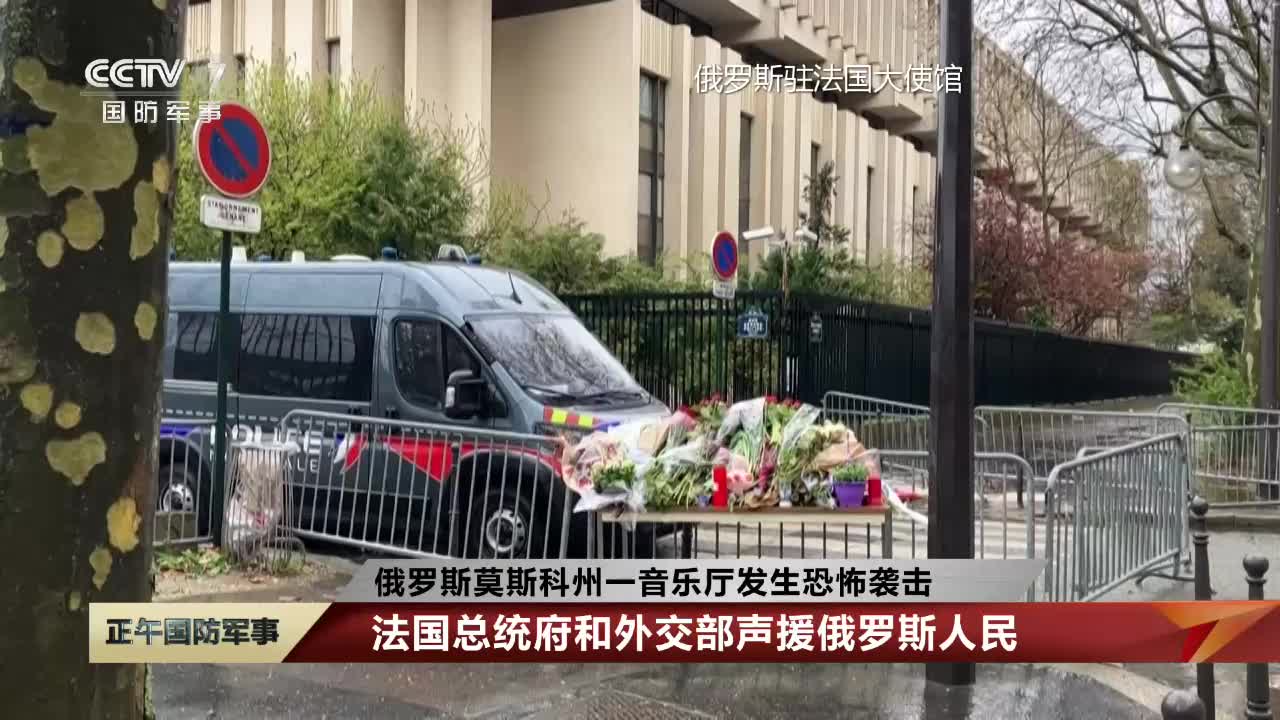 CCTV 7
国防军事
俄罗斯驻法国大使馆
STATIONNEMENT
GÊNANT
俄罗斯莫斯科州一音乐厅发生恐怖袭击
正午国防军事
法国总统府和外交部声援俄罗斯人民